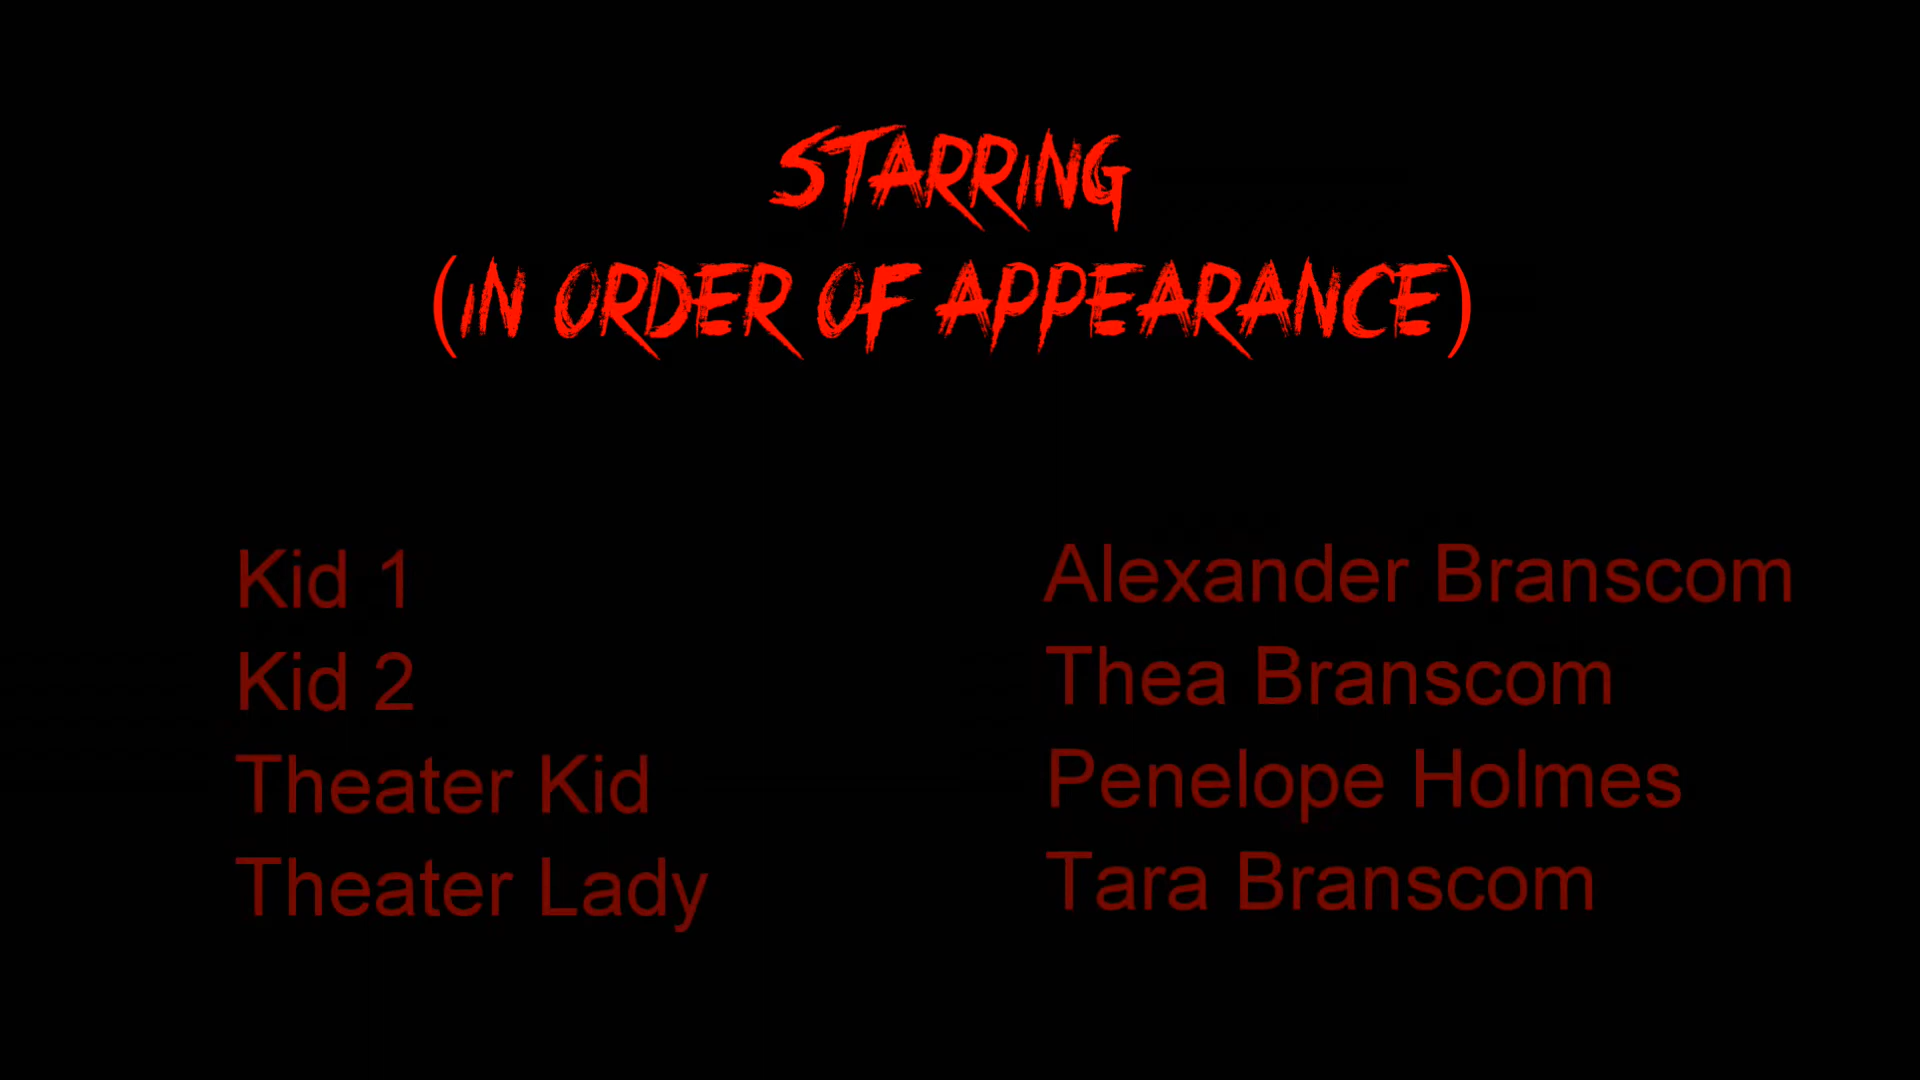 STARRING
(IN ORDER OF APPEARANCE)
Kid 1 Alexander Branscom
Kid 2 Thea Branscom
Theater Kid Penelope Holmes
Theater Lady Tara Branscom